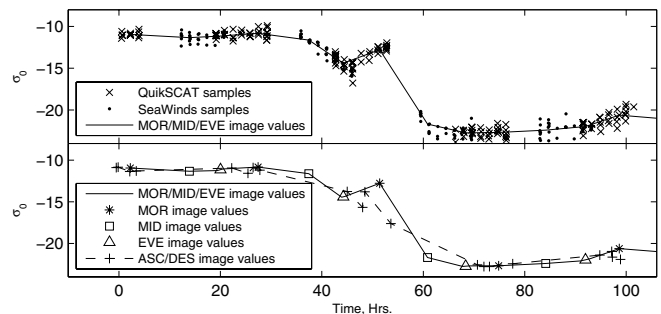 −10
−15
−20
σ₀
× QuikSCAT samples
• SeaWinds samples
MOR/MID/EVE image values
−10
−15
−20
σ₀
MOR/MID/EVE image values
MOR image values
MID image values
EVE image values
ASC/DES image values
0 20 40 60 80 100
Time, Hrs.